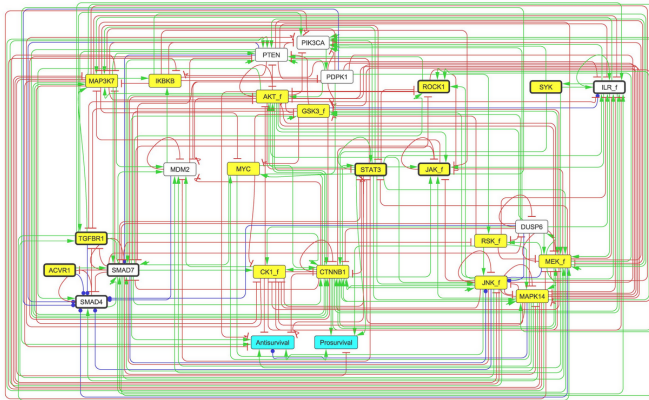 PIK3CA
PTEN
MAP3K7
IKBKB
PDPK1
ROCK1
SYK
ILR_f
AKT_f
GSK3_f
MDM2
MYC
STAT3
JAK_f
DUSP6
TGFBR1
RSK_f
ACVR1
SMAD7
CK1_f
CTNNB1
MEK_f
SMAD4
JNK_f
MAPK14
Antisurvival
Prosurvival